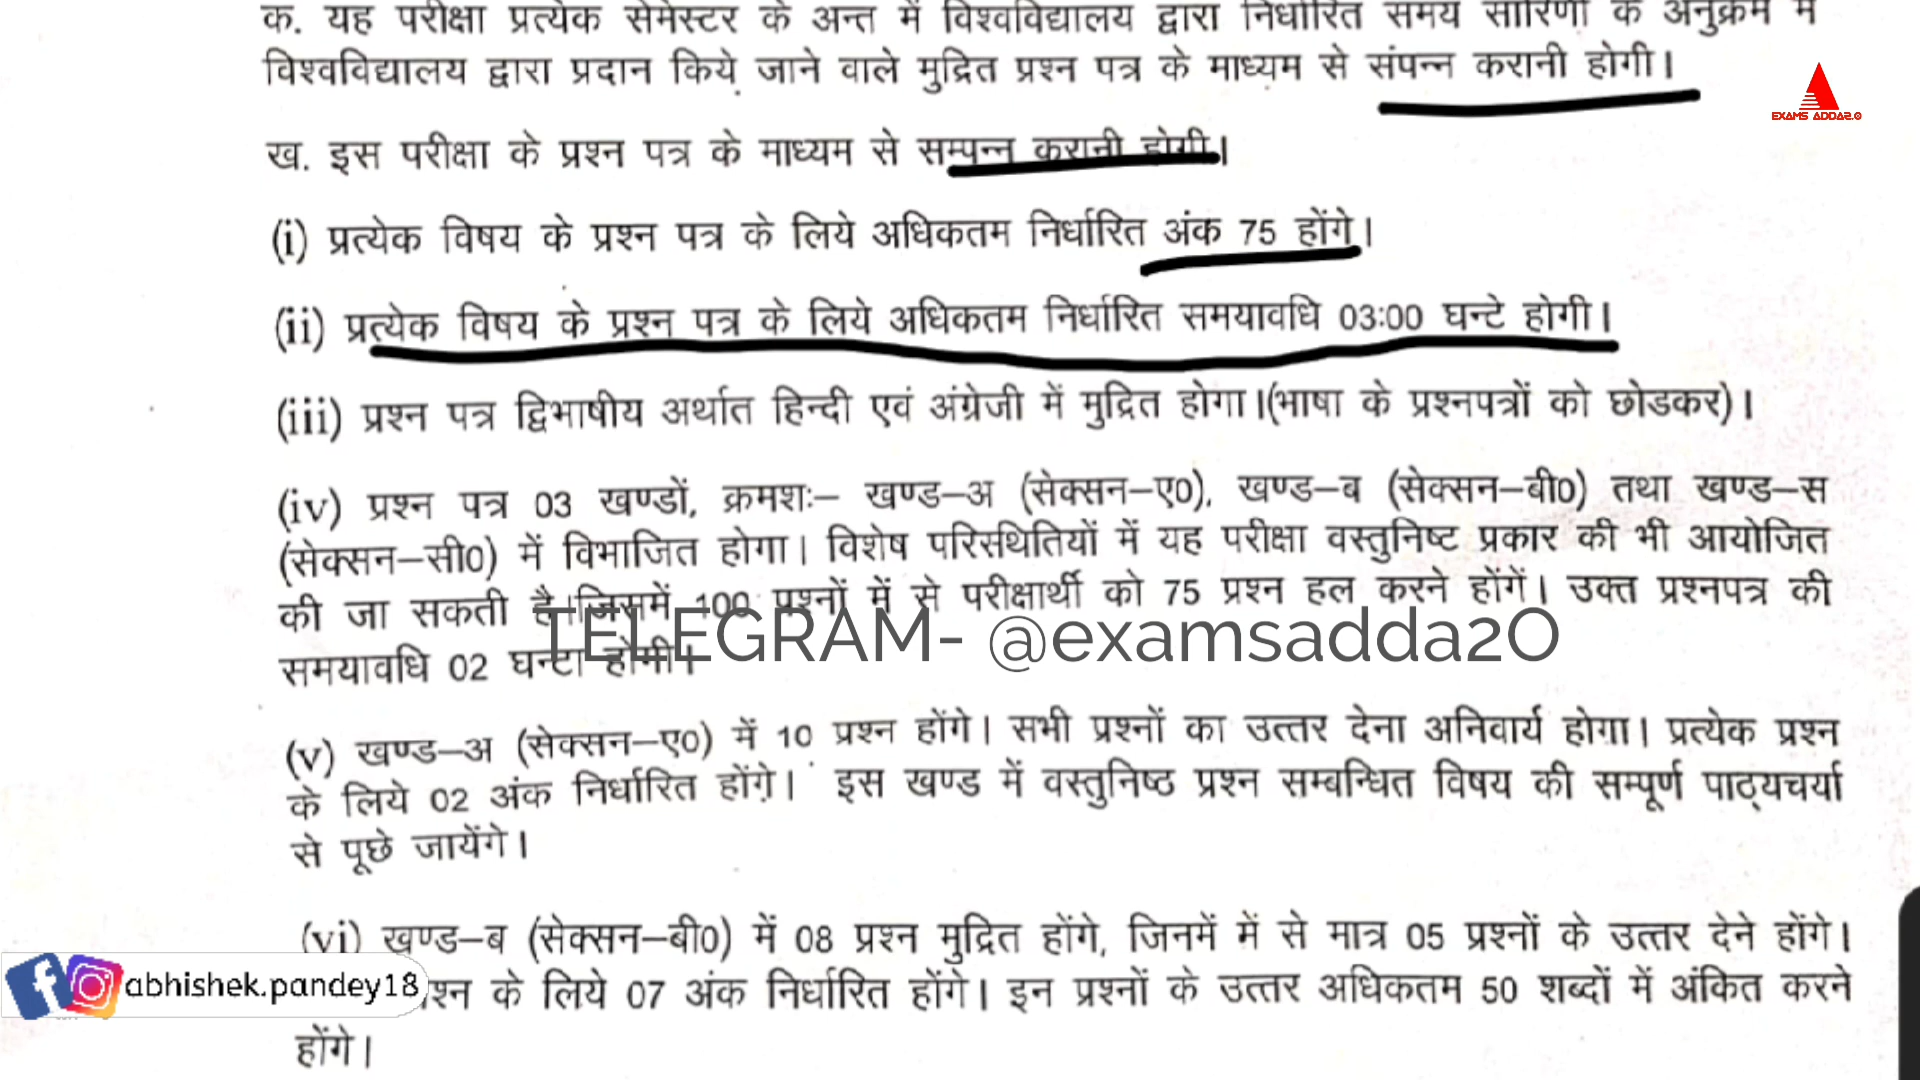 क. यह परीक्षा प्रत्येक सेमेस्टर के अन्त में विश्वविद्यालय द्वारा निर्धारित समय सारिणी के अनुक्रम में
विश्वविद्यालय द्वारा प्रदान किये जाने वाले मुद्रित प्रश्न पत्र के माध्यम से संपन्न करानी होगी।
EXAMS ADDA2.0
ख. इस परीक्षा के प्रश्न पत्र के माध्यम से सम्पन्न करानी होगी।
(i) प्रत्येक विषय के प्रश्न पत्र के लिये अधिकतम निर्धारित अंक 75 होंगे।
(ii) प्रत्येक विषय के प्रश्न पत्र के लिये अधिकतम निर्धारित समयावधि 03:00 घन्टे होगी।
(iii) प्रश्न पत्र द्विभाषीय अर्थात हिन्दी एवं अंग्रेजी में मुद्रित होगा।(भाषा के प्रश्नपत्रों को छोडकर)।
(iv) प्रश्न पत्र 03 खण्डों, क्रमशः– खण्ड–अ (सेक्सन–ए0), खण्ड–ब (सेक्सन–बी0) तथा खण्ड–स
(सेक्सन–सी0) में विभाजित होगा। विशेष परिस्थितियों में यह परीक्षा वस्तुनिष्ट प्रकार की भी आयोजित
की जा सकती है।जिसमें 100 प्रश्नों में से परीक्षार्थी को 75 प्रश्न हल करने होंगें। उक्त प्रश्नपत्र की
TELEGRAM- @examsadda2O
समयावधि 02 घन्टा होगी।
(v) खण्ड–अ (सेक्सन–ए0) में 10 प्रश्न होंगे। सभी प्रश्नों का उत्तर देना अनिवार्य होगा। प्रत्येक प्रश्न
के लिये 02 अंक निर्धारित होंगे। इस खण्ड में वस्तुनिष्ठ प्रश्न सम्बन्धित विषय की सम्पूर्ण पाठ्यचर्या
से पूछे जायेंगे।
(vi) खण्ड–ब (सेक्सन–बी0) में 08 प्रश्न मुद्रित होंगे, जिनमें में से मात्र 05 प्रश्नों के उत्तर देने होंगे।
abhishek.pandey18
श्न के लिये 07 अंक निर्धारित होंगे। इन प्रश्नों के उत्तर अधिकतम 50 शब्दों में अंकित करने
होंगे।